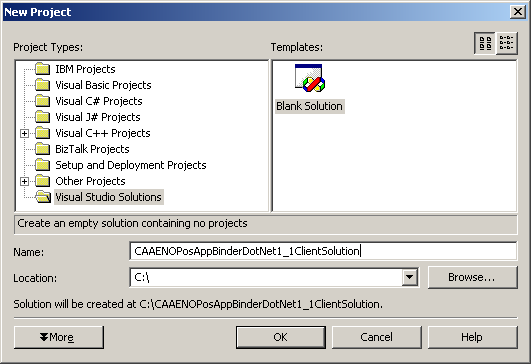 New Project
Project Types:
Templates:
IBM Projects
Visual Basic Projects
Visual C# Projects
Visual J# Projects
Visual C++ Projects
BizTalk Projects
Setup and Deployment Projects
Other Projects
Visual Studio Solutions
Blank Solution
Create an empty solution containing no projects
Name:
CAAENOPosAppBinderDotNet1_1ClientSolution
Location:
C:\
Browse...
Solution will be created at C:\CAAENOPosAppBinderDotNet1_1ClientSolution.
More
OK
Cancel
Help